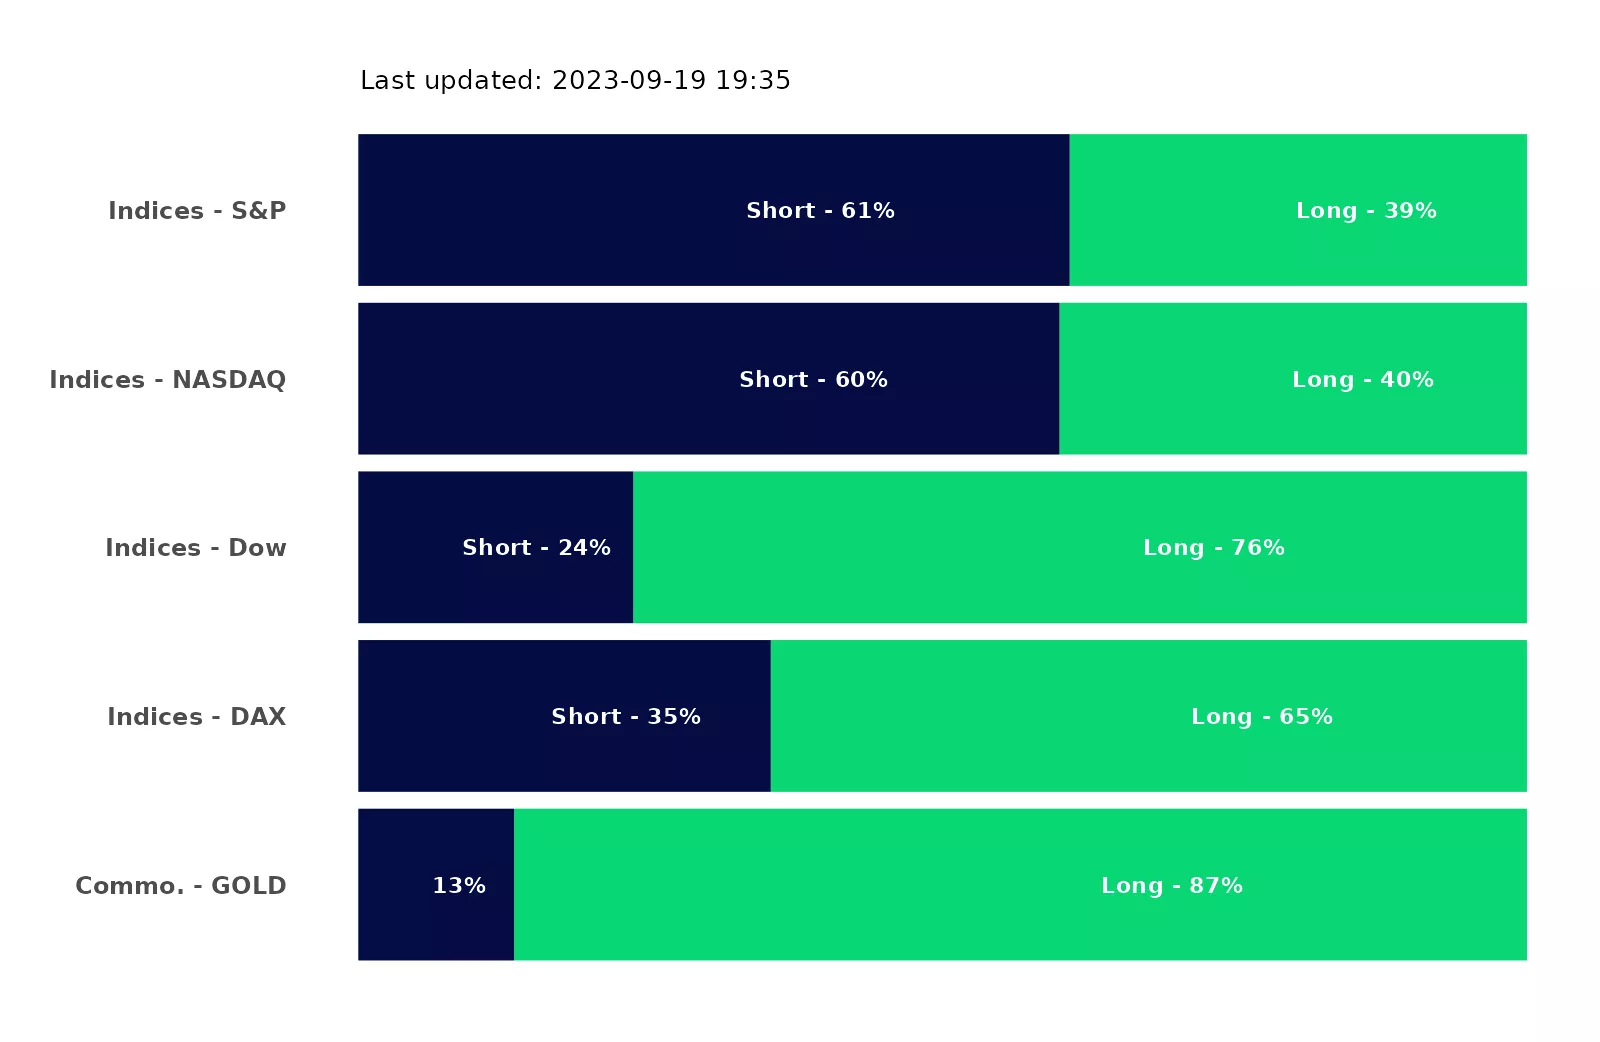 Last updated: 2023-09-19 19:35
Indices - S&P Short - 61% Long - 39%
Indices - NASDAQ Short - 60% Long - 40%
Indices - Dow Short - 24% Long - 76%
Indices - DAX Short - 35% Long - 65%
Commo. - GOLD 13% Long - 87%